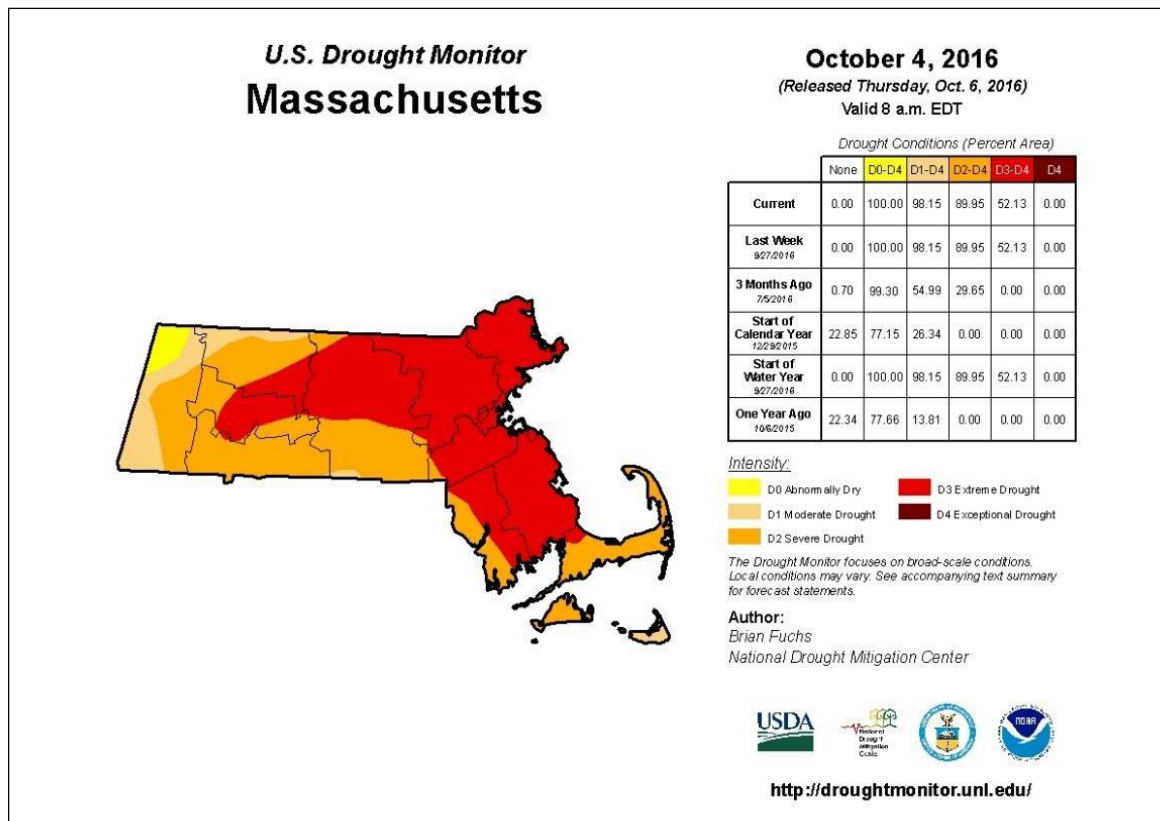 U.S. Drought Monitor
Massachusetts
October 4, 2016
(Released Thursday, Oct. 6, 2016)
Valid 8 a.m. EDT
Drought Conditions (Percent Area)
None D0-D4 D1-D4 D2-D4 D3-D4 D4
Current 0.00 100.00 98.15 89.95 52.13 0.00
Last Week
9/27/2016 0.00 100.00 98.15 89.95 52.13 0.00
3 Months Ago
7/5/2016 0.70 99.30 54.99 29.65 0.00 0.00
Start of
Calendar Year
12/29/2015 22.85 77.15 26.34 0.00 0.00 0.00
Start of
Water Year
9/27/2016 0.00 100.00 98.15 89.95 52.13 0.00
One Year Ago
10/6/2015 22.34 77.66 13.81 0.00 0.00 0.00
Intensity:
D0 Abnormally Dry
D1 Moderate Drought
D2 Severe Drought
D3 Extreme Drought
D4 Exceptional Drought
The Drought Monitor focuses on broad-scale conditions.
Local conditions may vary. See accompanying text summary
for forecast statements.
Author:
Brian Fuchs
National Drought Mitigation Center
USDA
National
Drought
Mitigation
Center
NOAA
http://droughtmonitor.unl.edu/